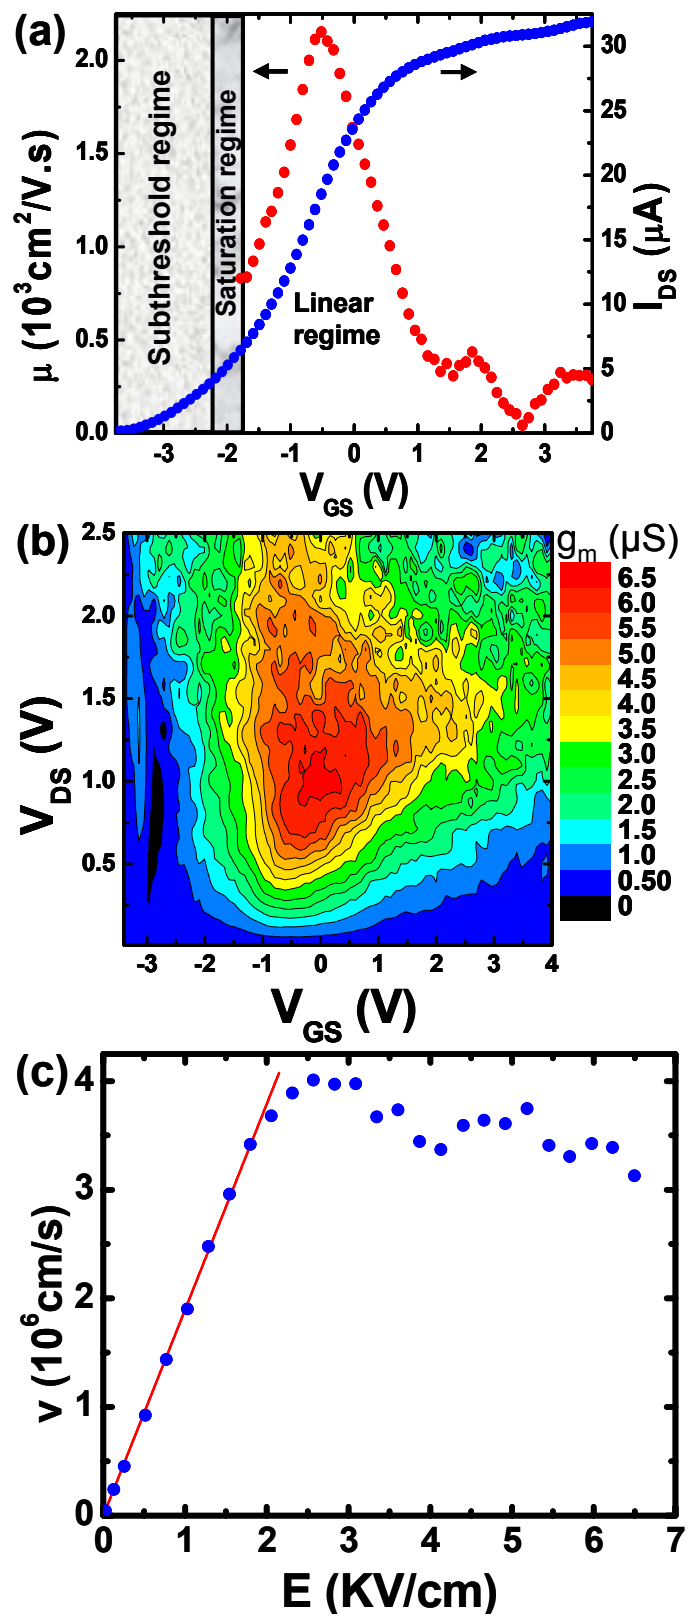 (a)
2.0
1.5
1.0
0.5
0.0
μ (10³cm²/V.s)
Subthreshold regime
Saturation regime
Linear
regime
30
25
20
15
10
5
0
I_DS (μA)
-3 -2 -1 0 1 2 3
V_GS (V)
(b)
2.5
2.0
1.5
1.0
0.5
V_DS (V)
-3 -2 -1 0 1 2 3 4
V_GS (V)
g_m (μS)
6.5
6.0
5.5
5.0
4.5
4.0
3.5
3.0
2.5
2.0
1.5
1.0
0.50
0
(c)
4
3
2
1
0
v (10⁶cm/s)
0 1 2 3 4 5 6 7
E (KV/cm)